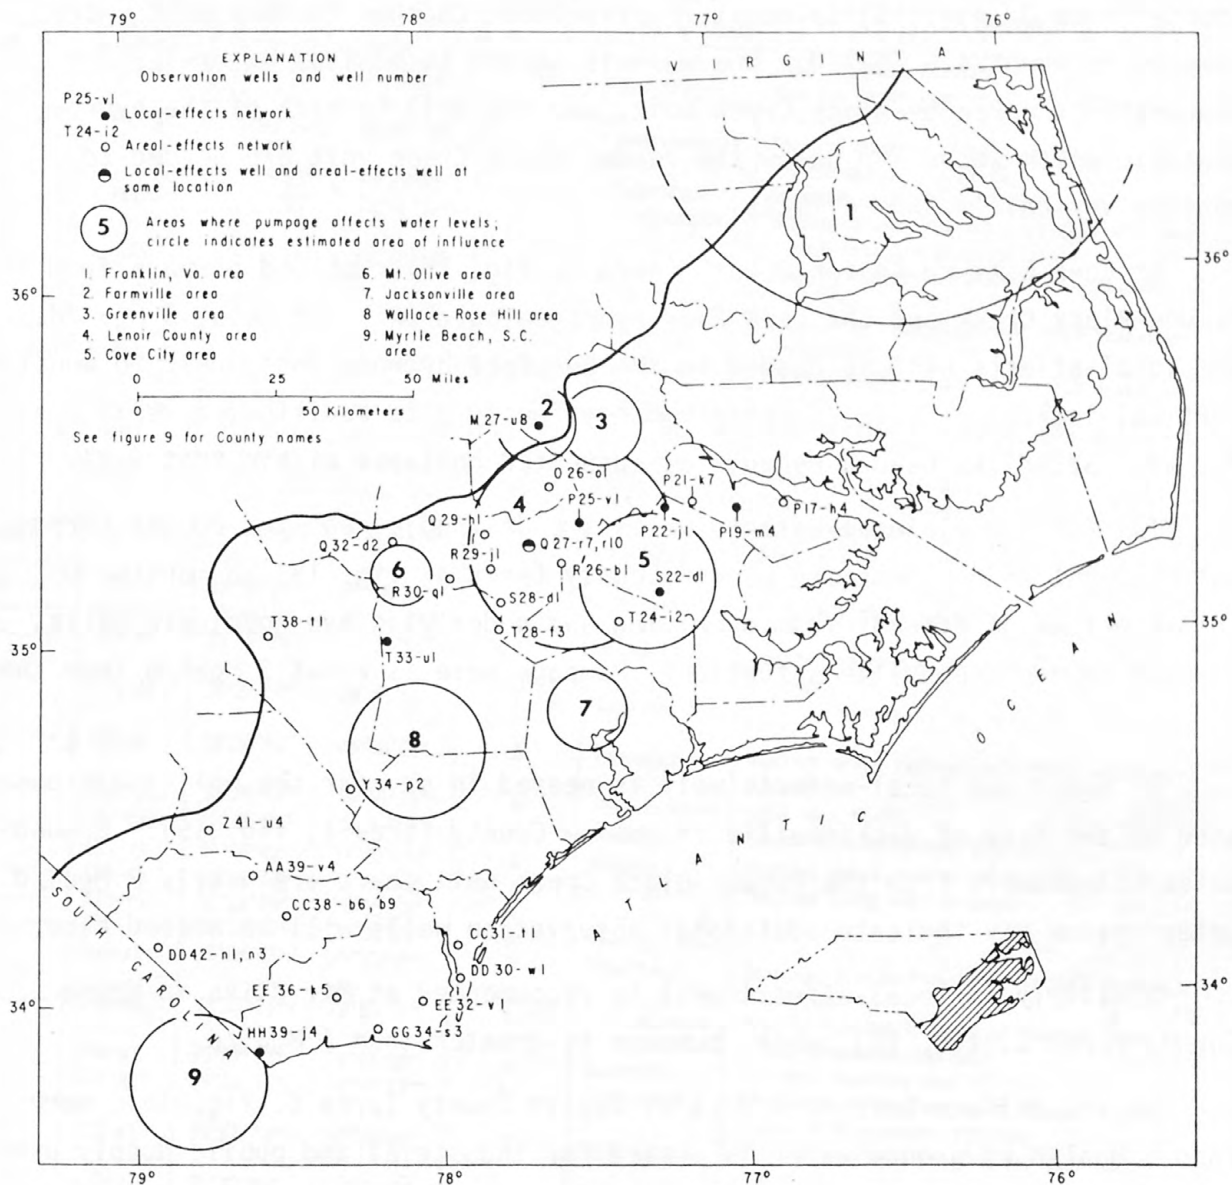 79° 78° 77° 76°
EXPLANATION
Observation wells and well number
P25-v1
Local-effects network
T24-i2
Areal-effects network
Local-effects well and areal-effects well at
same location
5 Areas where pumpage affects water levels;
circle indicates estimated area of influence
1. Franklin, Va. area
2. Farmville area
3. Greenville area
4. Lenoir County area
5. Cove City area
6. Mt. Olive area
7. Jacksonville area
8. Wallace-Rose Hill area
9. Myrtle Beach, S.C.
area
0 25 50 Miles
0 50 Kilometers
See figure 9 for County names
VIRGINIA
1
36° 36°
M27-u8
2
3
O26-a1
4
P25-v1
P21-k7
P22-j1
P19-m4
P17-h4
Q29-h1
Q32-d2
Q27-r7, r10
R29-j1
R26-b1
5
6
R30-q1
S22-d1
S28-d1
T24-i2
T28-f3
T38-t1
T33-u1
35° 35°
7
8
Y34-p2
Z41-u4
AA39-v4
CC38-b6, b9
CC31-t1
DD42-n1, n3
DD30-w1
EE36-k5
EE32-v1
GG34-s3
HH39-j4
SOUTH CAROLINA
ATLANTIC OCEAN
34° 34°
9
79° 78° 77° 76°